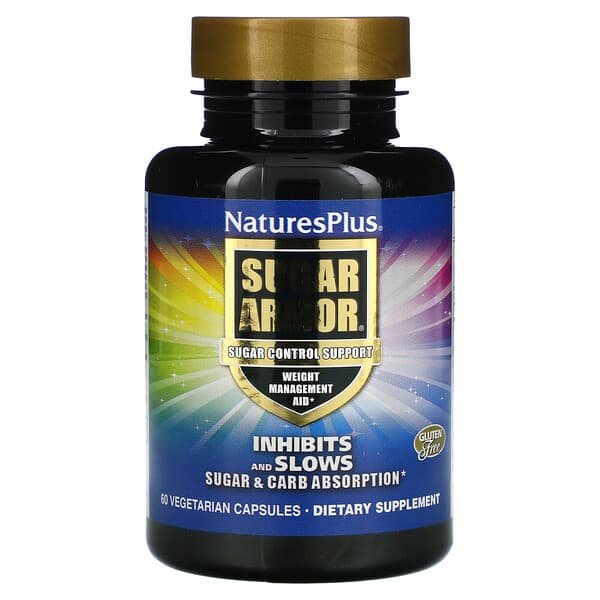 NaturesPlus®
SUGAR
ARMOR®
SUGAR CONTROL SUPPORT
WEIGHT
MANAGEMENT
AID*
INHIBITS
AND SLOWS
SUGAR & CARB ABSORPTION*
GLUTEN
Free
60 VEGETARIAN CAPSULES • DIETARY SUPPLEMENT